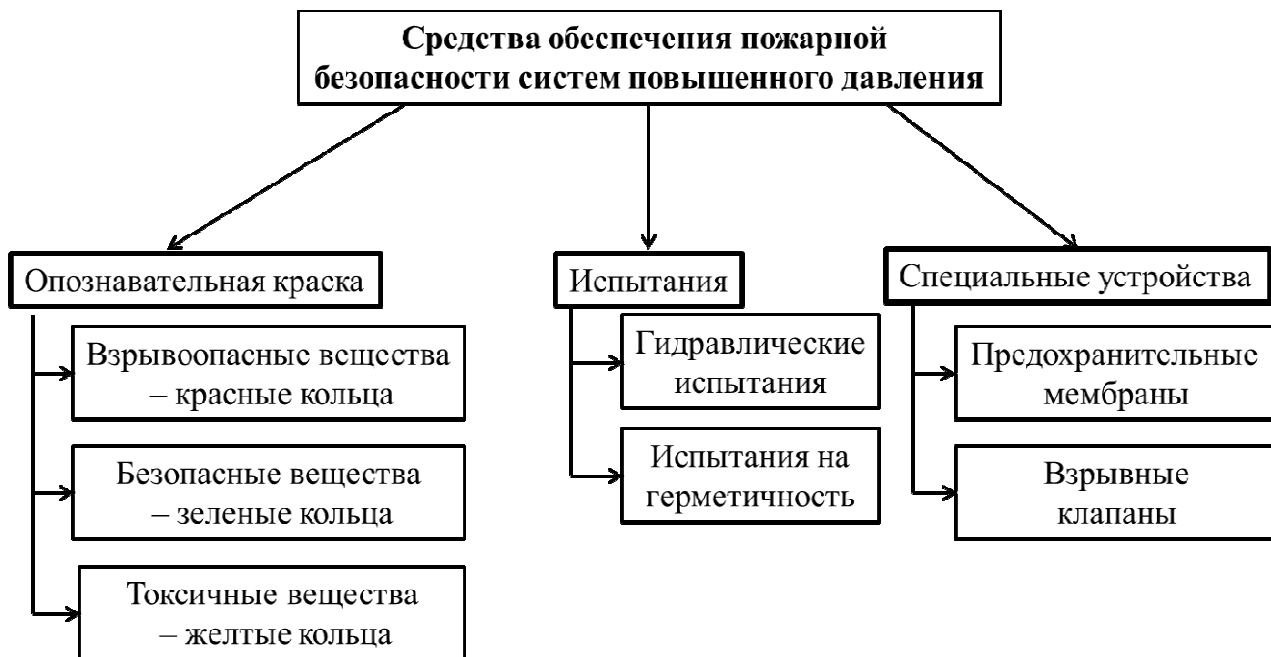 Средства обеспечения пожарной
безопасности систем повышенного давления
Опознавательная краска
Взрывоопасные вещества
– красные кольца
Безопасные вещества
– зеленые кольца
Токсичные вещества
– желтые кольца
Испытания
Гидравлические
испытания
Испытания на
герметичность
Специальные устройства
Предохранительные
мембраны
Взрывные
клапаны